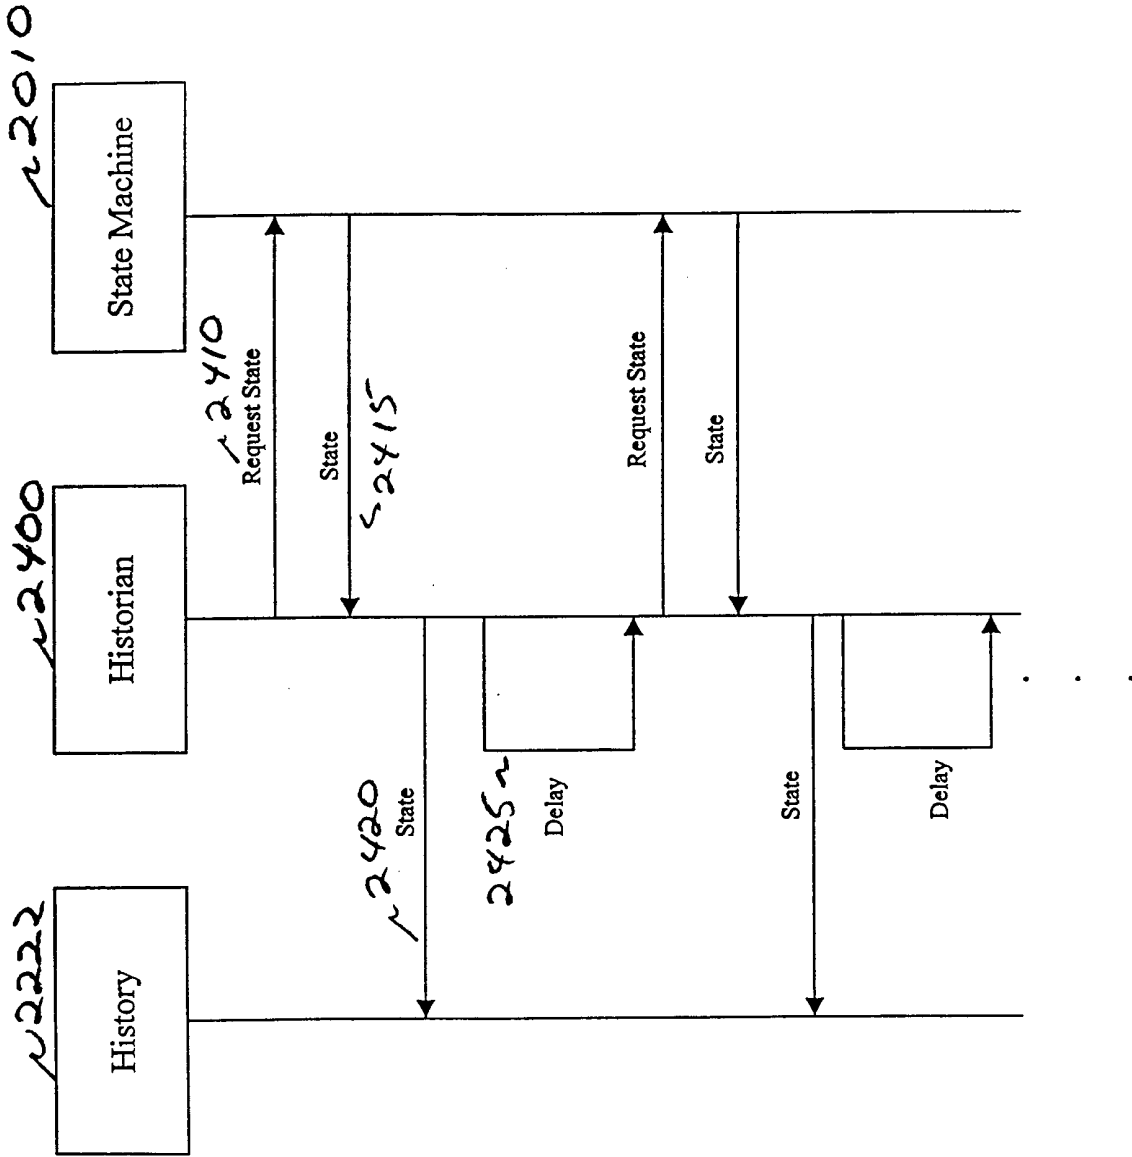 2222
History
2400
Historian
2010
State Machine
2410
Request State
State
2415
2420
State
2425
Delay
Request State
State
State
Delay